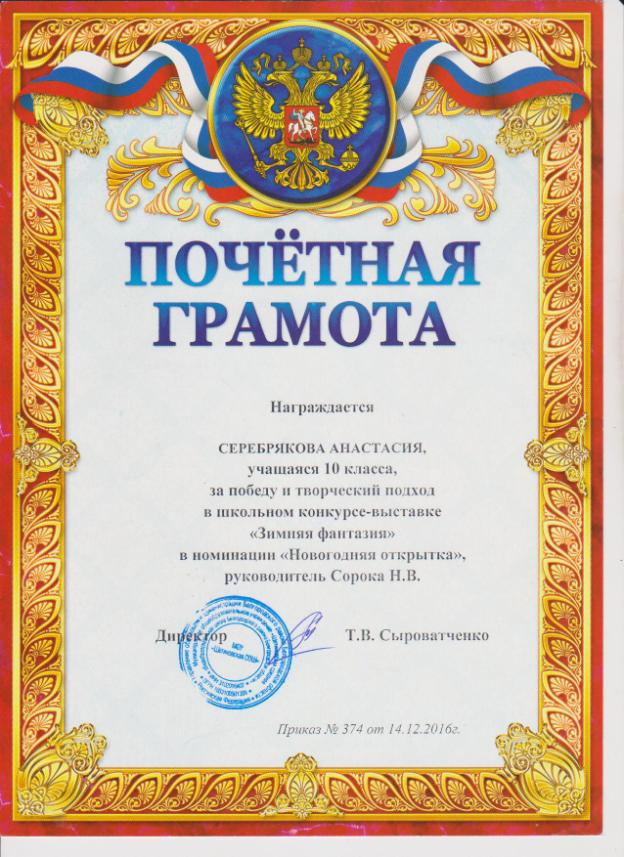 ПОЧЁТНАЯ
ГРАМОТА
Награждается
СЕРЕБРЯКОВА АНАСТАСИЯ,
учащаяся 10 класса,
за победу и творческий подход
в школьном конкурсе-выставке
«Зимняя фантазия»
в номинации «Новогодняя открытка»,
руководитель Сорока Н.В.
Директор Т.В. Сыроватченко
Приказ № 374 от 14.12.2016г.